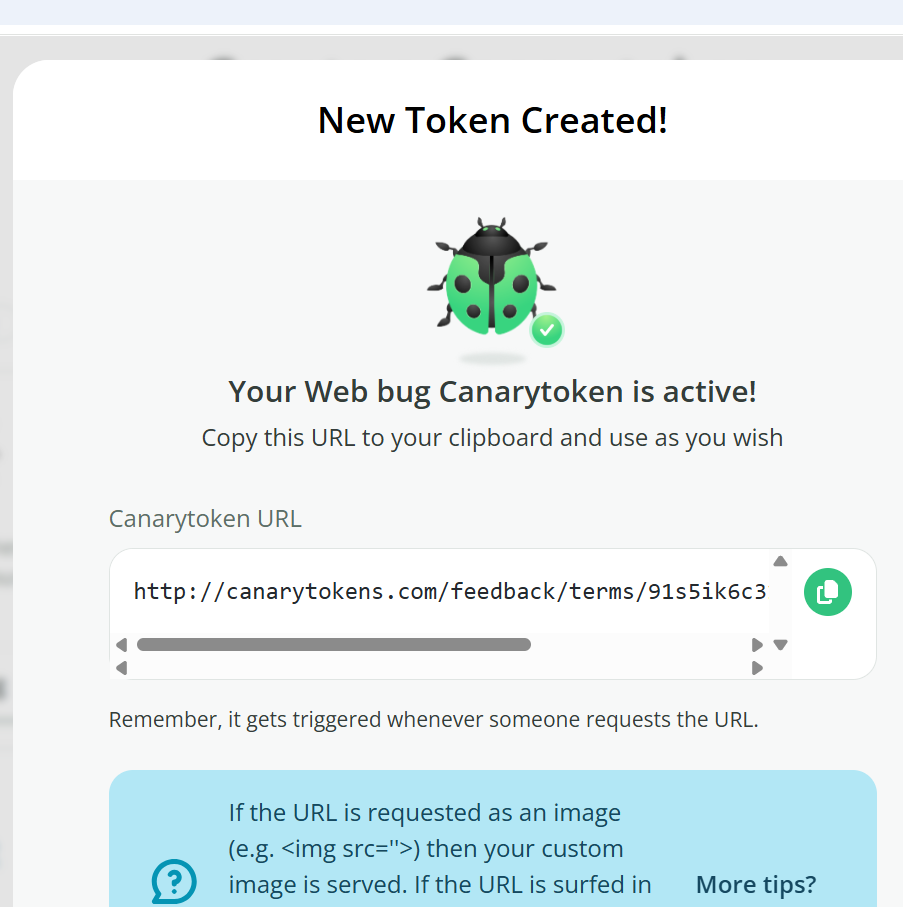 New Token Created!
Your Web bug Canarytoken is active!
Copy this URL to your clipboard and use as you wish
Canarytoken URL
http://canarytokens.com/feedback/terms/91s5ik6c3
Remember, it gets triggered whenever someone requests the URL.
If the URL is requested as an image
(e.g. <img src=''>) then your custom
image is served. If the URL is surfed in
More tips?